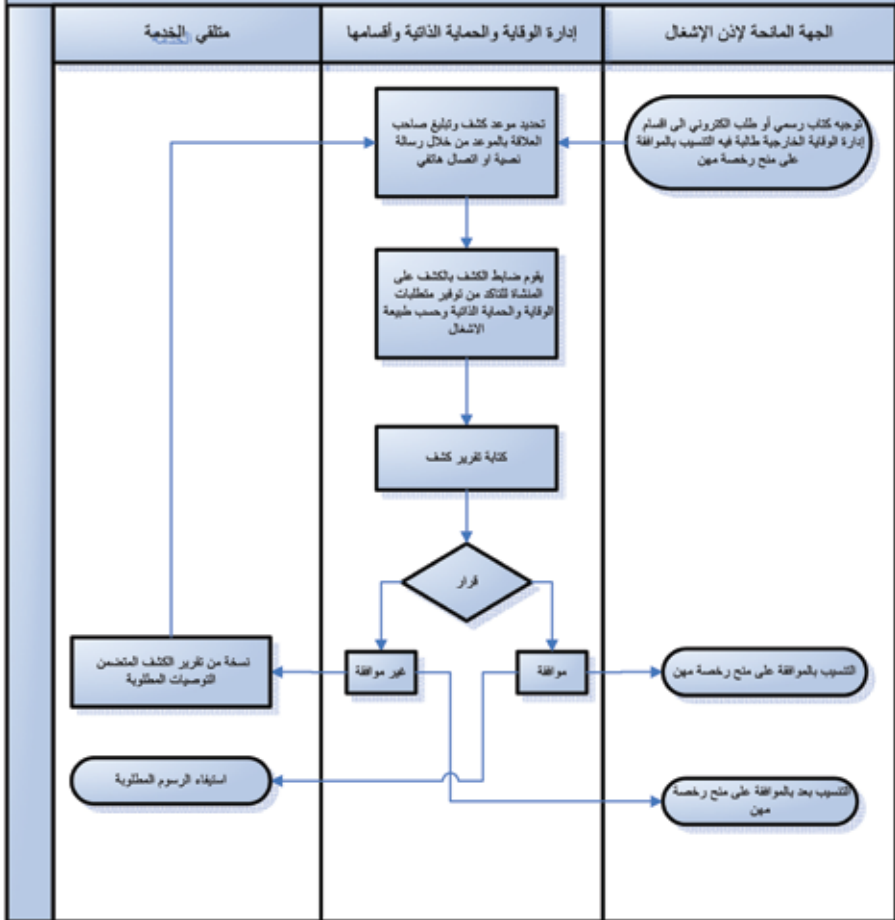 الجهة المانحة لإذن الإشغال
إدارة الوقاية والحماية الذاتية وأقسامها
متلقي الخدمة
توجيه كتاب رسمي أو طلب الكتروني الى اقسام
إدارة الوقاية الخارجية طالبة فيه التنسيب بالموافقة
على منح رخصة مهن
تحديد موعد كشف وتبليغ صاحب
العلاقة بالموعد من خلال رسالة
نصية او اتصال هاتفي
يقوم ضابط الكشف بالكشف على
المنشاة للتاكد من توفير متطلبات
الوقاية والحماية الذاتية وحسب طبيعة
الاشغال
كتابة تقرير كشف
قرار
موافقة
غير موافقة
التنسيب بالموافقة على منح رخصة مهن
نسخة من تقرير الكشف المتضمن
التوصيات المطلوبة
استيفاء الرسوم المطلوبة
التنسيب بعد بالموافقة على منح رخصة
مهن